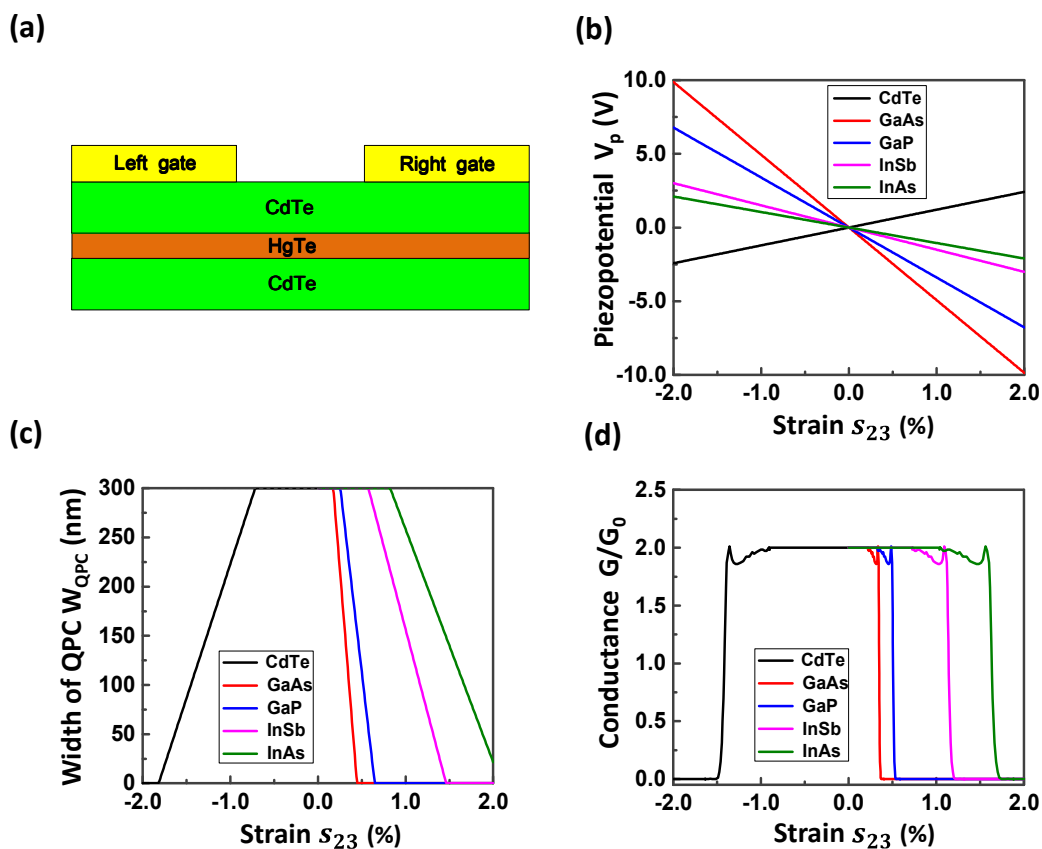 (a)
Left gate
Right gate
CdTe
HgTe
CdTe
(b)
Piezopotential V_p (V)
10.0
5.0
0.0
-5.0
-10.0
CdTe
GaAs
GaP
InSb
InAs
-2.0 -1.0 0.0 1.0 2.0
Strain s_23 (%)
(c)
Width of QPC W_QPC (nm)
300
250
200
150
100
50
0
CdTe
GaAs
GaP
InSb
InAs
-2.0 -1.0 0.0 1.0 2.0
Strain s_23 (%)
(d)
Conductance G/G_0
2.5
2.0
1.5
1.0
0.5
0.0
CdTe
GaAs
GaP
InSb
InAs
-2.0 -1.0 0.0 1.0 2.0
Strain s_23 (%)